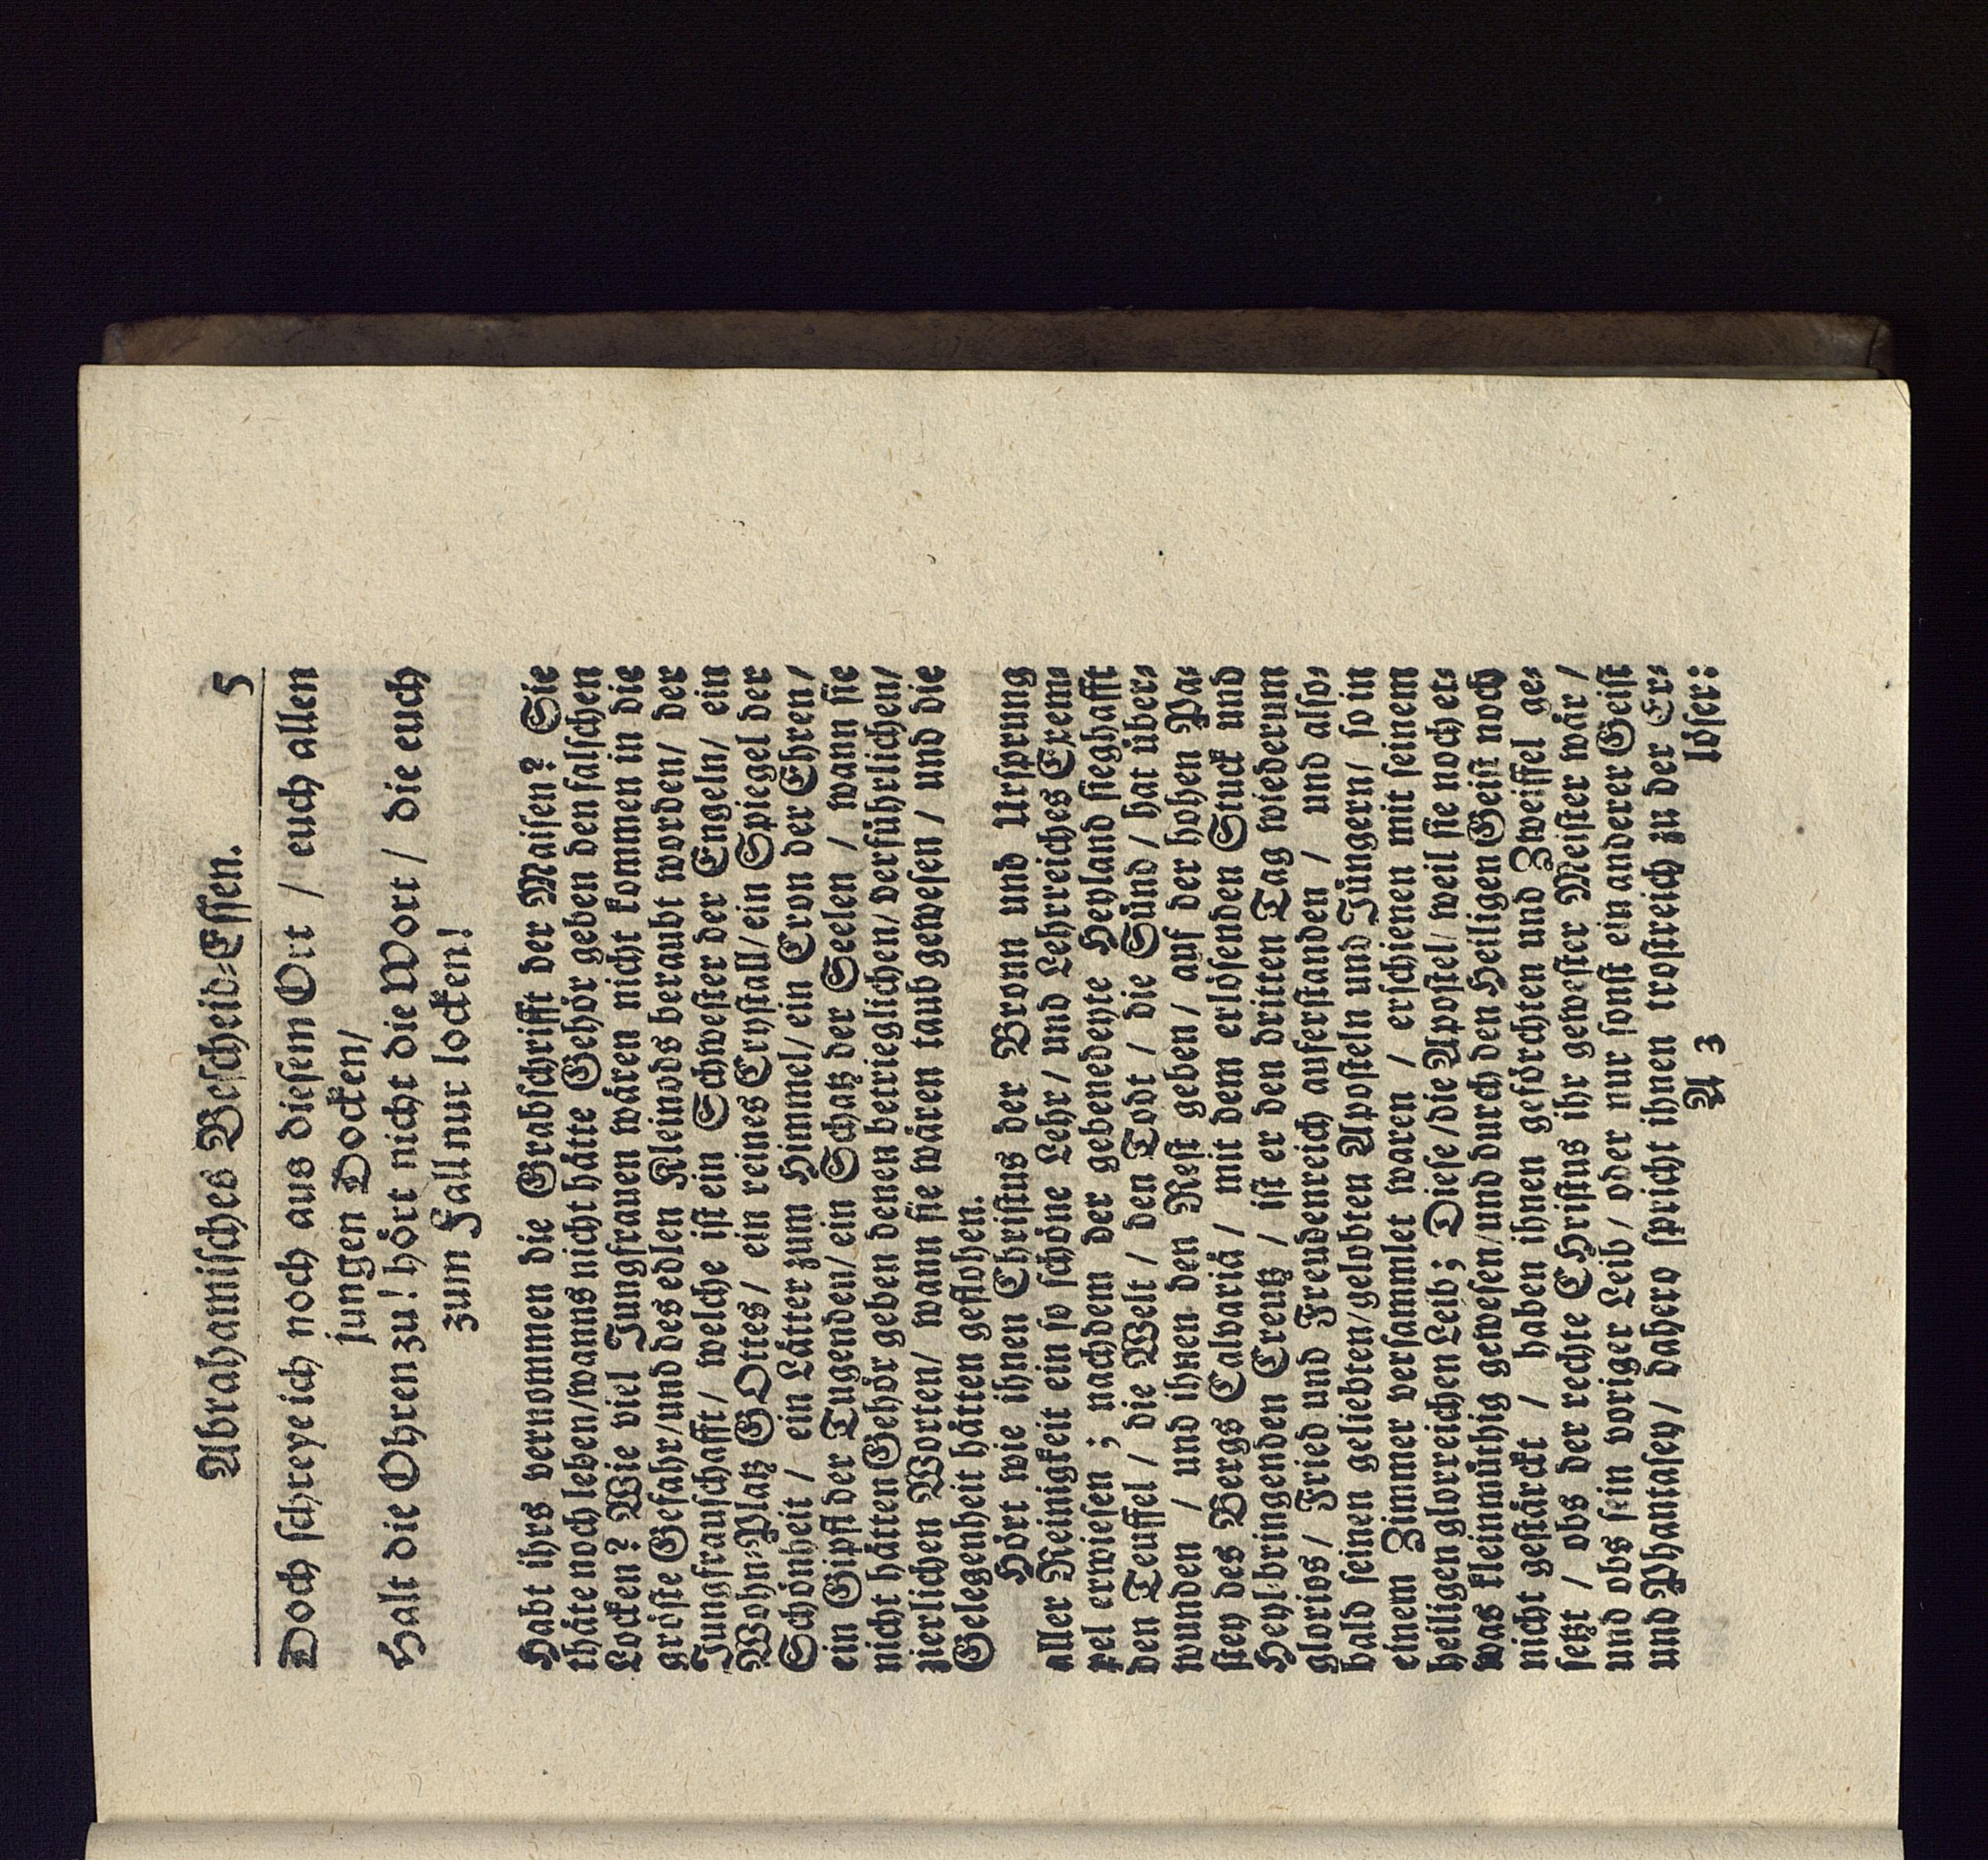 Abrahamisches Bescheid-Essen. 5
Doch schreye ich noch aus diesem Ort / euch allen
jungen Docken/
Halt die Ohren zu! hört nicht die Wort / die euch
zum Fall nur locken!
Habt ihrs vernommen die Grabschrifft der Maisen? Sie
thäte noch leben/wanns nicht hätte Gehör geben den falschen
Locken? Wie viel Jungfrauen wären nicht kommen in die
gröste Gefahr/und des edlen Kleinods beraubt worden/ der
Jungfrauschafft/ welche ist ein Schwester der Engeln/ ein
Wohn-Platz GOttes/ ein reines Crystall/ein Spiegel der
Schönheit / ein Lätter zum Himmel/ein Cron der Ehren/
ein Gipfl der Tugenden/ein Schatz der Seelen / wann sie
nicht hätten Gehör geben denen betrieglichen/verführlichen/
zierlichen Worten/ wann sie wären taub gewesen / und die
Gelegenheit hätten geflohen.
Hört wie ihnen Christus der Bronn und Ursprung
aller Reinigkeit ein so schöne Lehr / und Lehrreiches Exem-
pel erwiesen ; nachdem der gebenedeyte Heyland sieghafft
den Teuffel / die Welt / den Todt / die Sünd / hat über-
wunden / und ihnen den Rest geben/ auf der hohen Pa-
stey des Bergs Calvariä / mit dem erlösenden Stuck und
Heyl-bringenden Creutz / ist er den dritten Tag wiederum
glorios/ Fried und Freudenreich auferstanden / und also-
bald seinen geliebten/gelobten Aposteln und Jüngern/ so in
einem Zimmer versammlet waren / erschienen mit seinem
heiligen glorreichen Leib; Diese/die Apostel/weil sie noch et-
was kleinmüthig gewesen/und durch den Heiligen Geist noch
nicht gestärckt / haben ihnen geförchten und Zweiffel ge-
setzt / obs der rechte CHristus ihr gewester Meister wär /
und obs sein voriger Leib / oder nur sonst ein anderer Geist
und Phantasey/ dahero spricht ihnen trostreich zu der Er-
A 3 löser: